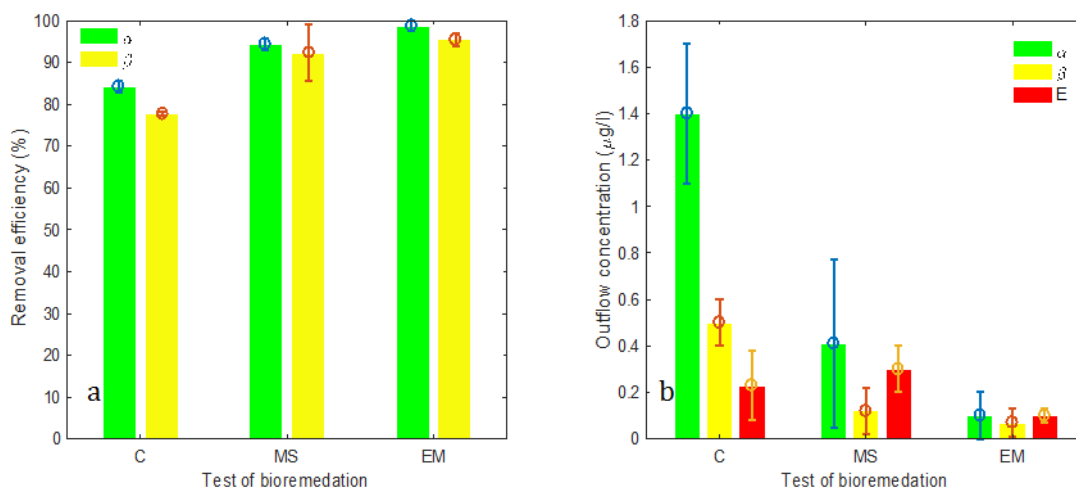 100
90
80
70
60
50
40
30
20
10
0
Removal efficiency (%)
α
β
a
C MS EM
Test of bioremedation
1.8
1.6
1.4
1.2
1
0.8
0.6
0.4
0.2
0
Outflow concentration (μg/l)
α
β
E
b
C MS EM
Test of bioremedation